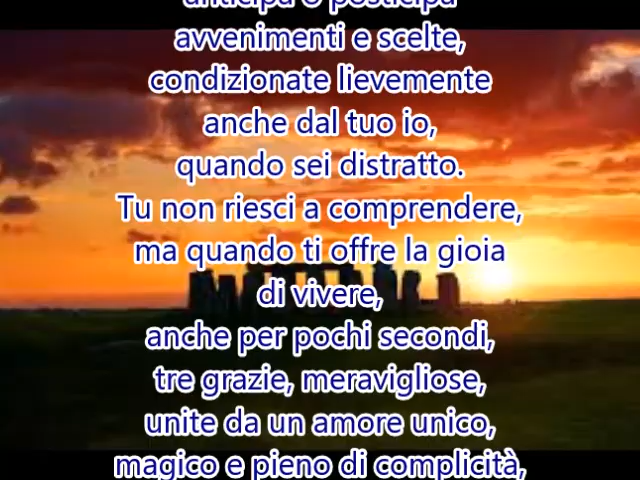 anticipa o posticipa
avvenimenti e scelte,
condizionate lievemente
anche dal tuo io,
quando sei distratto.
Tu non riesci a comprendere,
ma quando ti offre la gioia
di vivere,
anche per pochi secondi,
tre grazie, meravigliose,
unite da un amore unico,
magico e pieno di complicità,